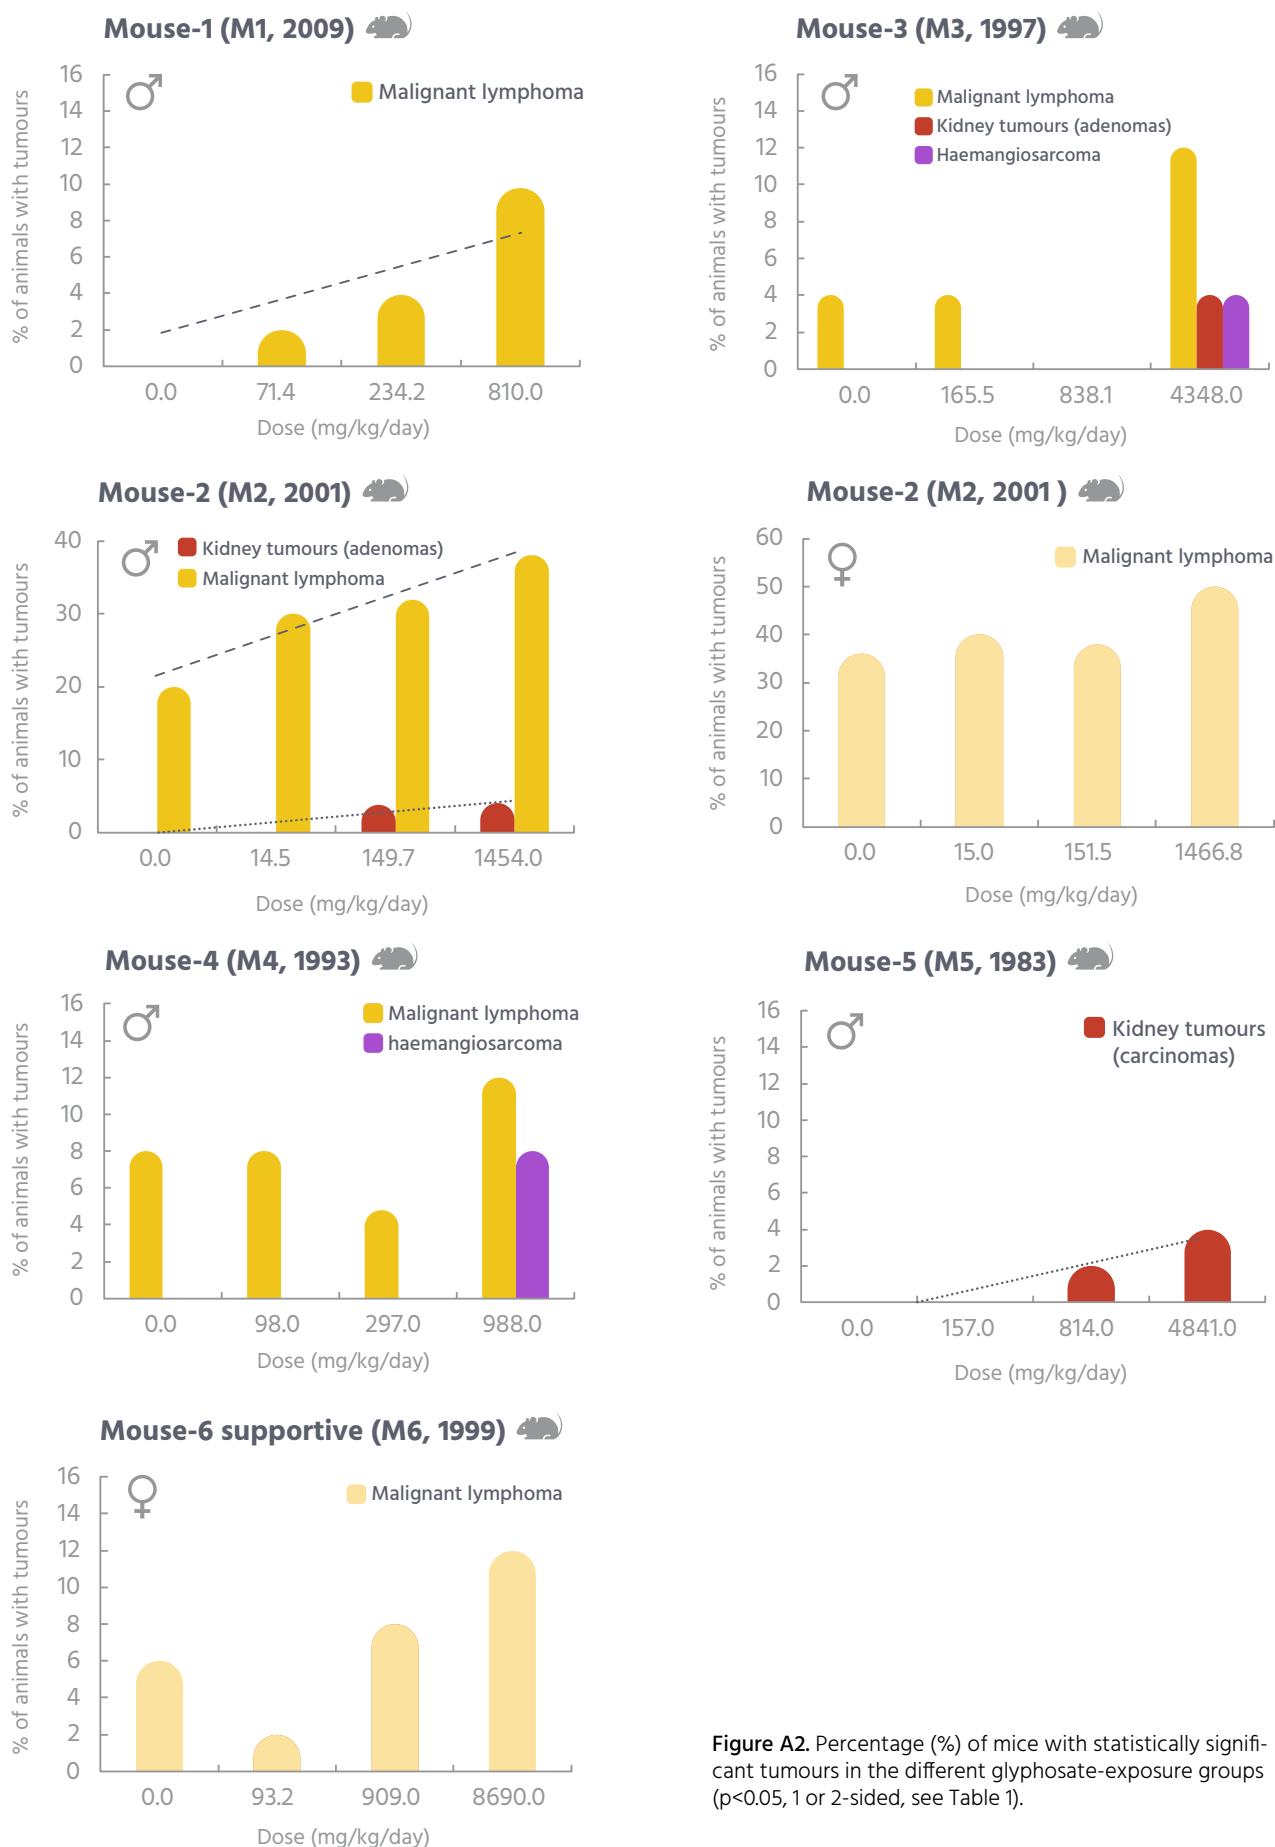 Mouse-1 (M1, 2009)
% of animals with tumours
16
14
12
10
8
6
4
2
0
Malignant lymphoma
0.0 71.4 234.2 810.0
Dose (mg/kg/day)
Mouse-3 (M3, 1997)
% of animals with tumours
16
14
12
10
8
6
4
2
0
Malignant lymphoma
Kidney tumours (adenomas)
Haemangiosarcoma
0.0 165.5 838.1 4348.0
Dose (mg/kg/day)
Mouse-2 (M2, 2001)
% of animals with tumours
40
30
20
10
0
Kidney tumours (adenomas)
Malignant lymphoma
0.0 14.5 149.7 1454.0
Dose (mg/kg/day)
Mouse-2 (M2, 2001 )
% of animals with tumours
60
50
40
30
20
10
0
Malignant lymphoma
0.0 15.0 151.5 1466.8
Dose (mg/kg/day)
Mouse-4 (M4, 1993)
% of animals with tumours
16
14
12
10
8
6
4
2
0
Malignant lymphoma
haemangiosarcoma
0.0 98.0 297.0 988.0
Dose (mg/kg/day)
Mouse-5 (M5, 1983)
% of animals with tumours
16
14
12
10
8
6
4
2
0
Kidney tumours
(carcinomas)
0.0 157.0 814.0 4841.0
Dose (mg/kg/day)
Mouse-6 supportive (M6, 1999)
% of animals with tumours
16
14
12
10
8
6
4
2
0
Malignant lymphoma
0.0 93.2 909.0 8690.0
Dose (mg/kg/day)
Figure A2. Percentage (%) of mice with statistically signifi-
cant tumours in the different glyphosate-exposure groups
(p<0.05, 1 or 2-sided, see Table 1).